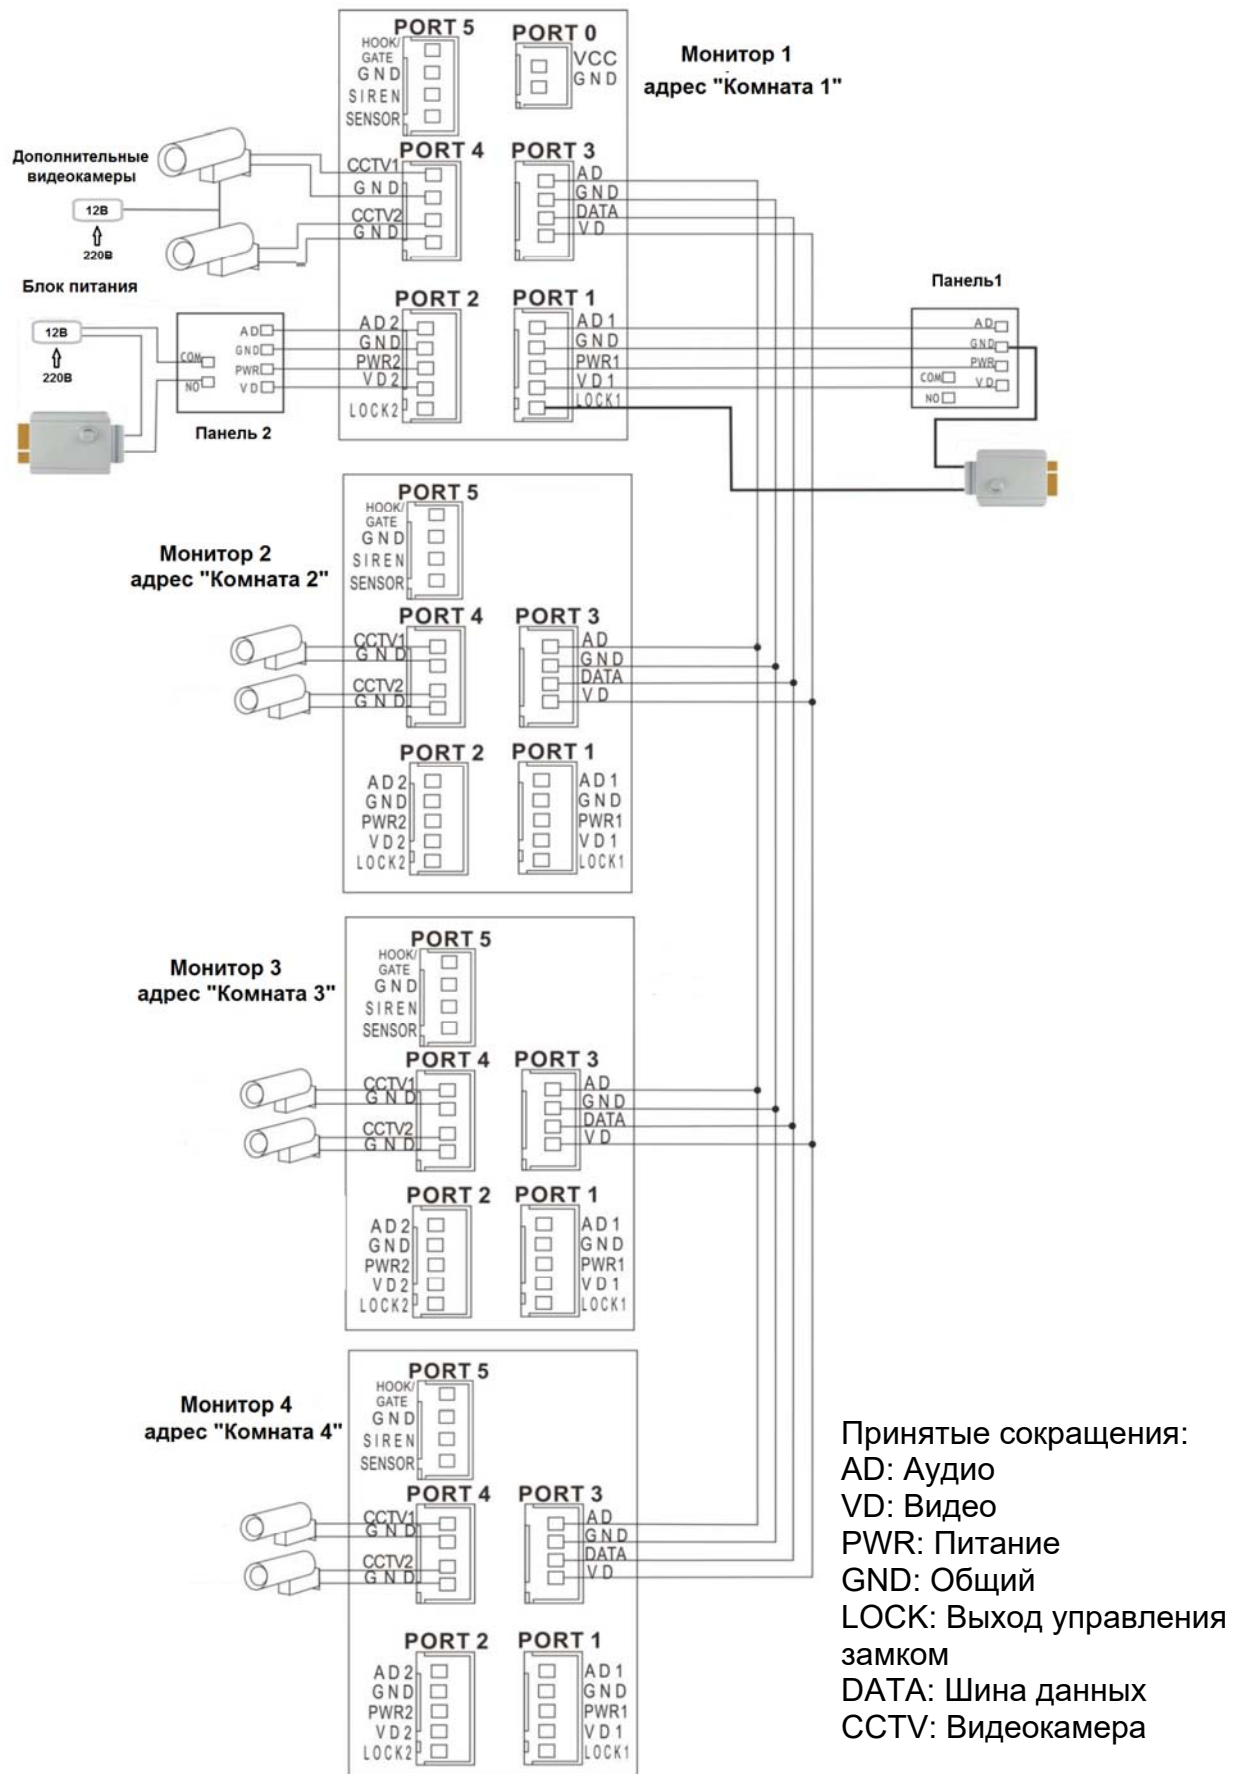 PORT 5
HOOK/
GATE
GND
SIREN
SENSOR
PORT 0
VCC
GND
Монитор 1
адрес "Комната 1"
Дополнительные
видеокамеры
12В
220В
PORT 4
CCTV1
GND
CCTV2
GND
PORT 3
AD
GND
DATA
VD
Блок питания
12В
220В
COM
NO
AD
GND
PWR
VD
Панель 2
PORT 2
AD2
GND
PWR2
VD2
LOCK2
PORT 1
AD1
GND
PWR1
VD1
LOCK1
Панель1
AD
GND
PWR
COM
VD
NO
Монитор 2
адрес "Комната 2"
PORT 5
HOOK/
GATE
GND
SIREN
SENSOR
PORT 4
CCTV1
GND
CCTV2
GND
PORT 3
AD
GND
DATA
VD
PORT 2
AD2
GND
PWR2
VD2
LOCK2
PORT 1
AD1
GND
PWR1
VD1
LOCK1
Монитор 3
адрес "Комната 3"
PORT 5
HOOK/
GATE
GND
SIREN
SENSOR
PORT 4
CCTV1
GND
CCTV2
GND
PORT 3
AD
GND
DATA
VD
PORT 2
AD2
GND
PWR2
VD2
LOCK2
PORT 1
AD1
GND
PWR1
VD1
LOCK1
Монитор 4
адрес "Комната 4"
PORT 5
HOOK/
GATE
GND
SIREN
SENSOR
PORT 4
CCTV1
GND
CCTV2
GND
PORT 3
AD
GND
DATA
VD
PORT 2
AD2
GND
PWR2
VD2
LOCK2
PORT 1
AD1
GND
PWR1
VD1
LOCK1
Принятые сокращения:
AD: Аудио
VD: Видео
PWR: Питание
GND: Общий
LOCK: Выход управления
замком
DATA: Шина данных
CCTV: Видеокамера